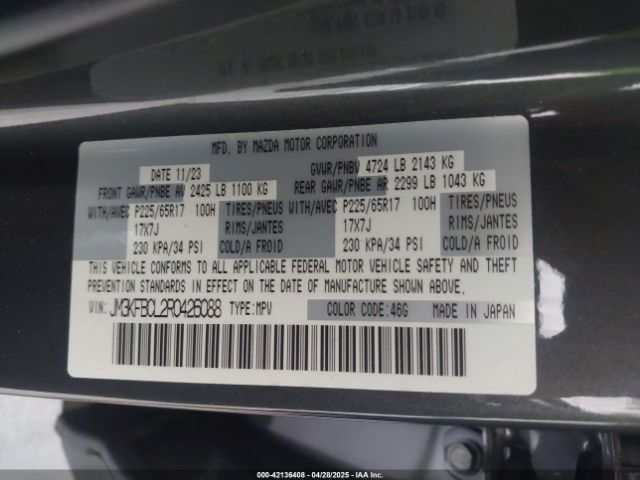 MFD. BY MAZDA MOTOR CORPORATION
DATE 11/23 GVWR/PNBV 4724 LB 2143 KG
FRONT GAWR/PNBE AV 2425 LB 1100 KG REAR GAWR/PNBE AR 2299 LB 1043 KG
WITH/AVEC P225/65R17 100H TIRES/PNEUS WITH/AVEC P225/65R17 100H TIRES/PNEUS
17X7J RIMS/JANTES 17X7J RIMS/JANTES
230 KPA/34 PSI COLD/A FROID 230 KPA/34 PSI COLD/A FROID
THIS VEHICLE CONFORMS TO ALL APPLICABLE FEDERAL MOTOR VEHICLE SAFETY AND THEFT
PREVENTION STANDARDS IN EFFECT ON THE DATE OF MANUFACTURE SHOWN ABOVE.
VIN: JM3KFBCL2R0426088 TYPE:MPV COLOR CODE:46G MADE IN JAPAN
000-42136408 - 04/28/2025 - IAAI.COM